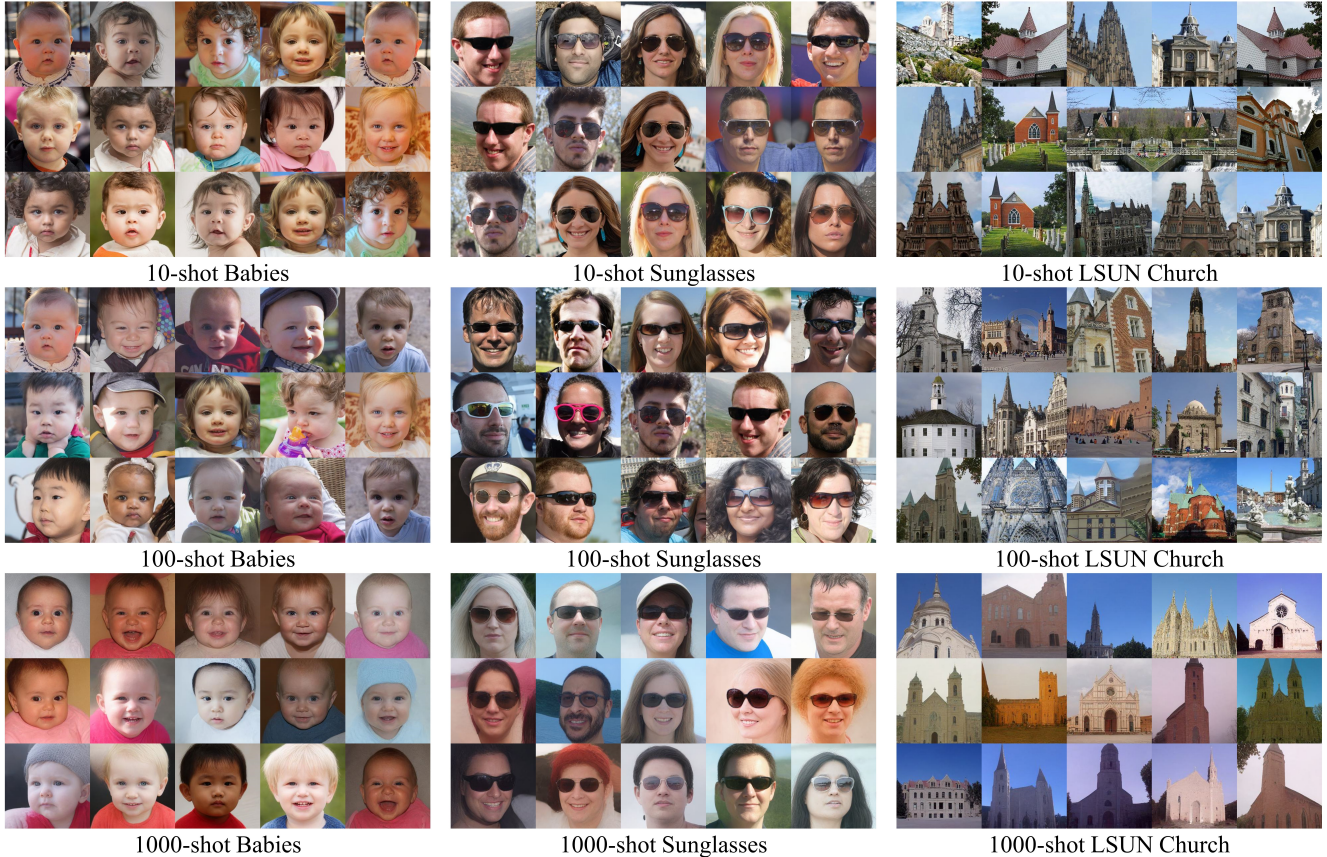 10-shot Babies
10-shot Sunglasses
10-shot LSUN Church
100-shot Babies
100-shot Sunglasses
100-shot LSUN Church
1000-shot Babies
1000-shot Sunglasses
1000-shot LSUN Church